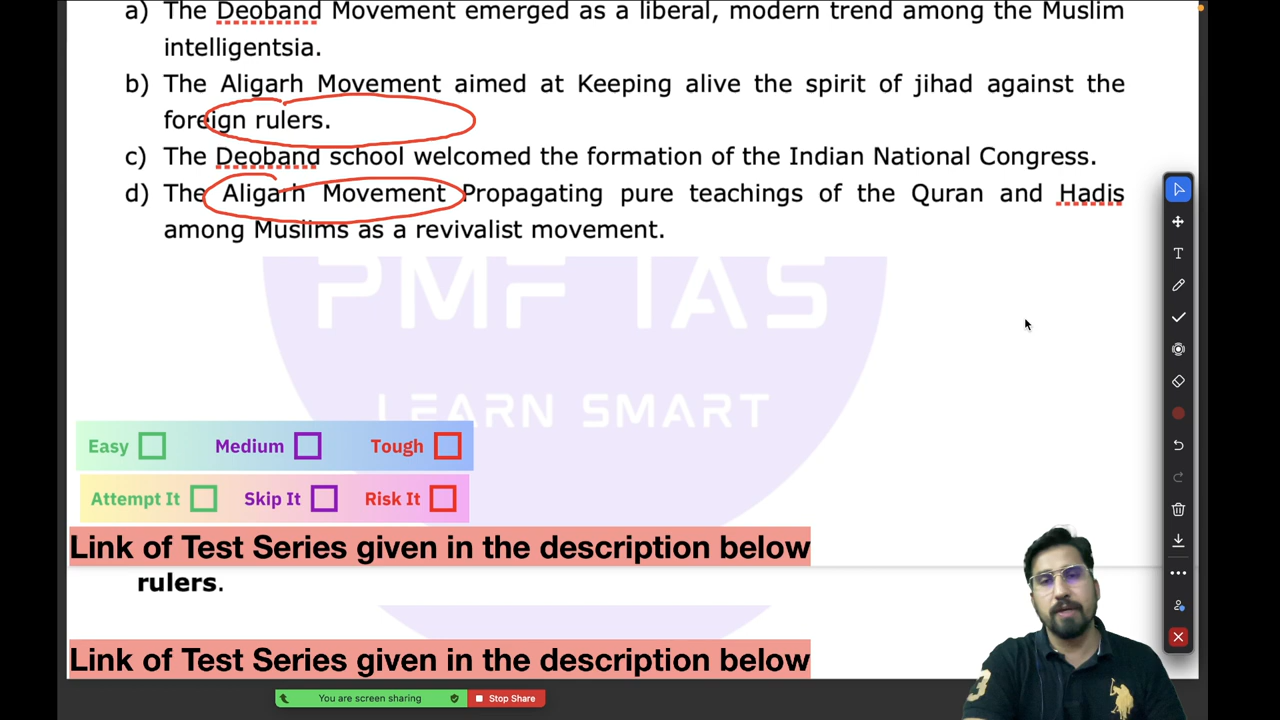 a) The Deoband Movement emerged as a liberal, modern trend among the Muslim
intelligentsia.
b) The Aligarh Movement aimed at Keeping alive the spirit of jihad against the
foreign rulers.
c) The Deoband school welcomed the formation of the Indian National Congress.
d) The Aligarh Movement Propagating pure teachings of the Quran and Hadis
among Muslims as a revivalist movement.
PMF IAS
LEARN SMART
Easy Medium Tough
Attempt It Skip It Risk It
Link of Test Series given in the description below
rulers.
Link of Test Series given in the description below
3
You are screen sharing Stop Share